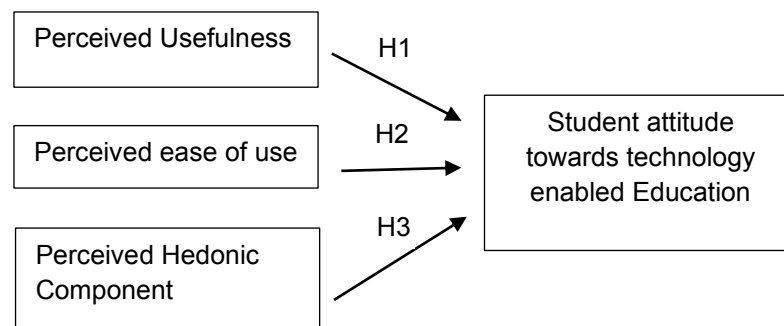 Perceived Usefulness
H1
Perceived ease of use
H2
Perceived Hedonic
Component
H3
Student attitude
towards technology
enabled Education